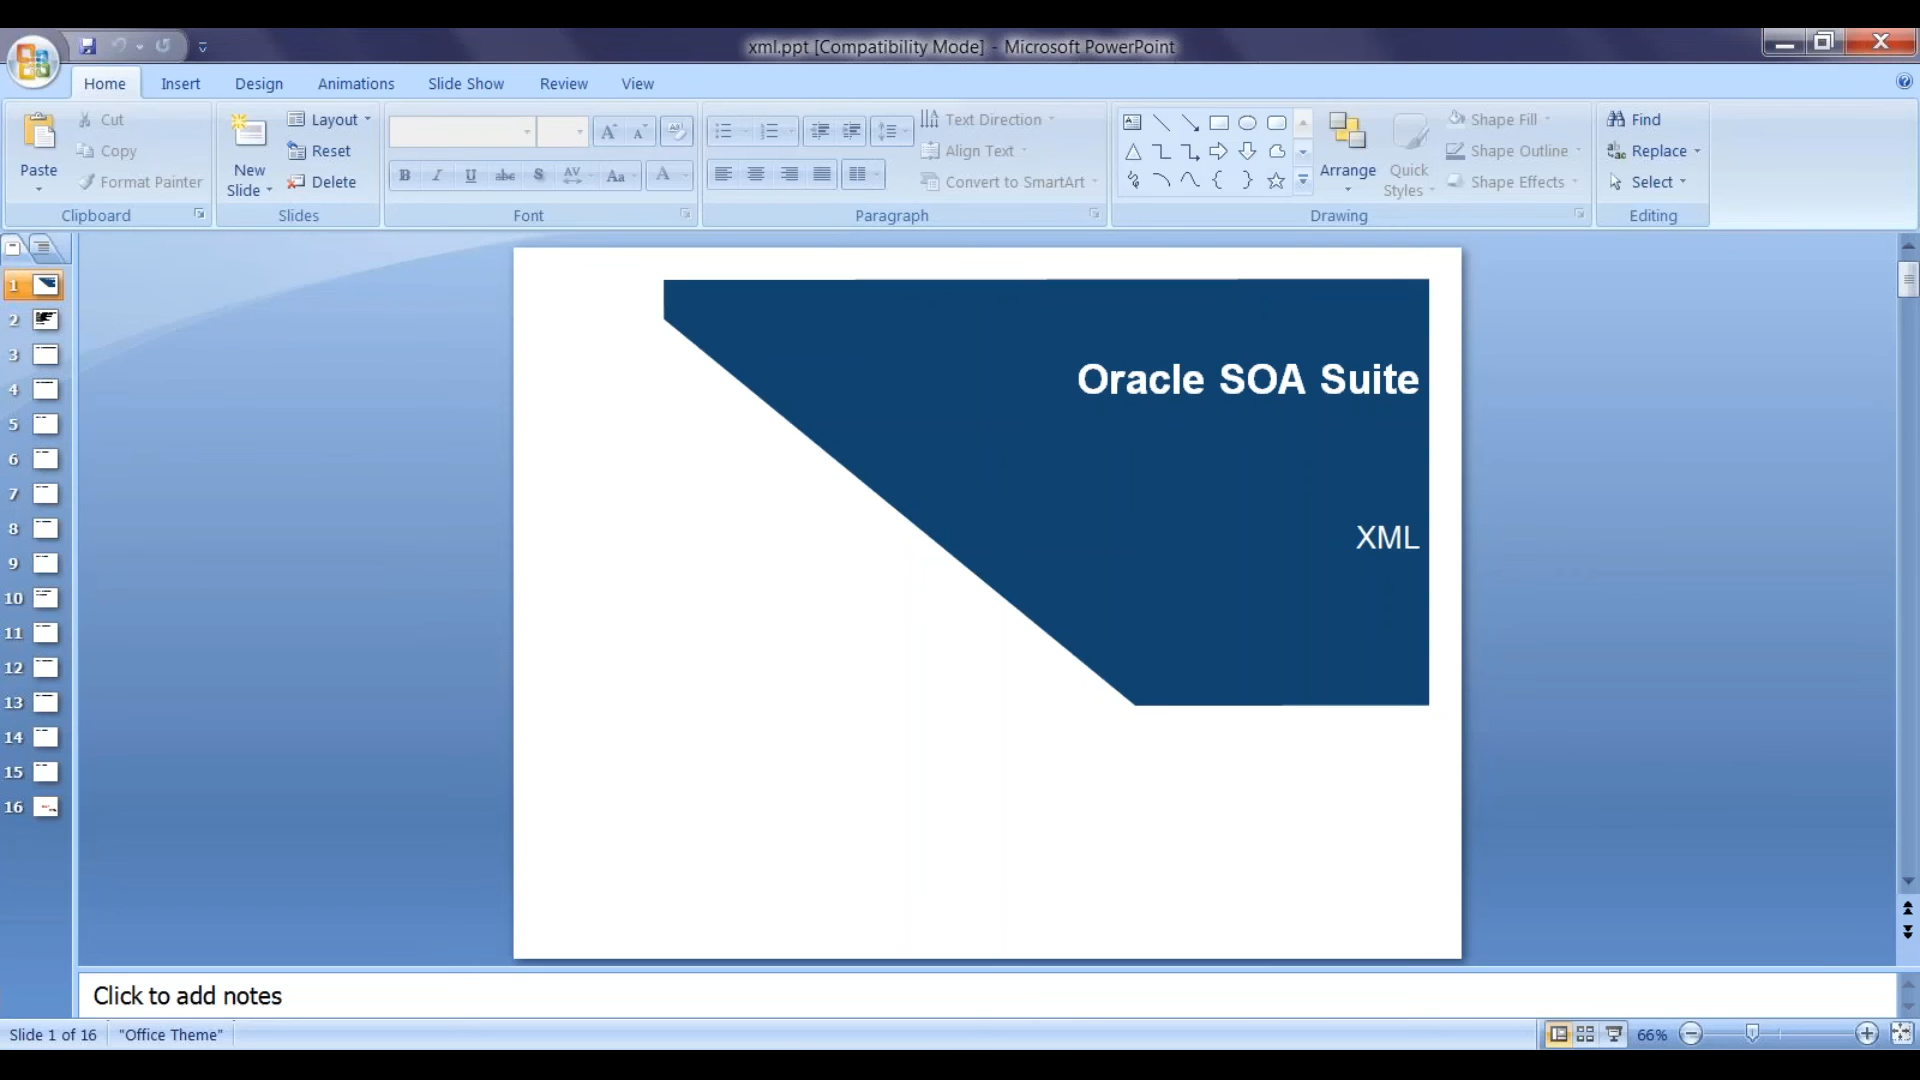 xml.ppt [Compatibility Mode] - Microsoft PowerPoint
Home Insert Design Animations Slide Show Review View
Paste
Cut
Copy
Format Painter
Clipboard
New
Slide
Layout
Reset
Delete
Slides
B I U abc S AV Aa A
Font
Text Direction
Align Text
Convert to SmartArt
Paragraph
Arrange
Quick
Styles
Shape Fill
Shape Outline
Shape Effects
Drawing
Find
Replace
Select
Editing
1
2
3
4
5
6
7
8
9
10
11
12
13
14
15
16
Oracle SOA Suite
XML
Click to add notes
Slide 1 of 16 "Office Theme" 66%